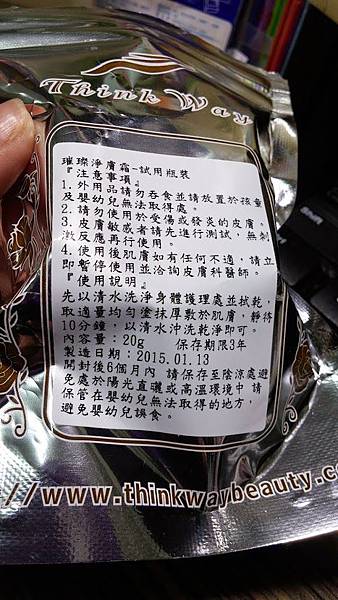 Think Way
璀璨淨膚霜-試用瓶裝
『注意事項』
1. 外用品請勿吞食並請放置於孩童
及嬰幼兒無法取得處。
2. 請勿使用於受傷或發炎的皮膚。
3. 皮膚敏感者請先進行測試，無刺
激反應再行使用。
4. 使用後肌膚如有任何不適，請立
即暫停使用並洽詢皮膚科醫師。
『使用說明』
先以清水洗淨身體護理處並拭乾，
取適量均勻塗抹厚敷於肌膚，靜待
10分鐘，以清水沖洗乾淨即可。
內容量：20g 保存期限3年
製造日期：2015.01.13
開封後6個月內 請保存至陰涼處避
免處於陽光直曬或高溫環境中 請
保管在嬰幼兒無法取得的地方，
避免嬰幼兒誤食。
//www.thinkwaybeauty.co